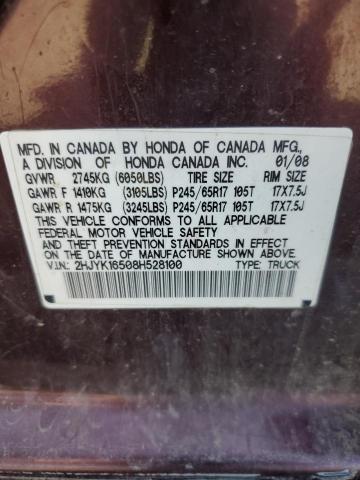 MFD. IN CANADA BY HONDA OF CANADA MFG.,
A DIVISION OF HONDA CANADA INC. 01/08
GVWR 2745KG (6050LBS) TIRE SIZE RIM SIZE
GAWR F 1410KG (3105LBS) P245/65R17 105T 17X7.5J
GAWR R 1475KG (3245LBS) P245/65R17 105T 17X7.5J
THIS VEHICLE CONFORMS TO ALL APPLICABLE
FEDERAL MOTOR VEHICLE SAFETY
AND THEFT PREVENTION STANDARDS IN EFFECT
ON THE DATE OF MANUFACTURE SHOWN ABOVE.
V.I.N.: 2HJYK16508H528100 TYPE: TRUCK